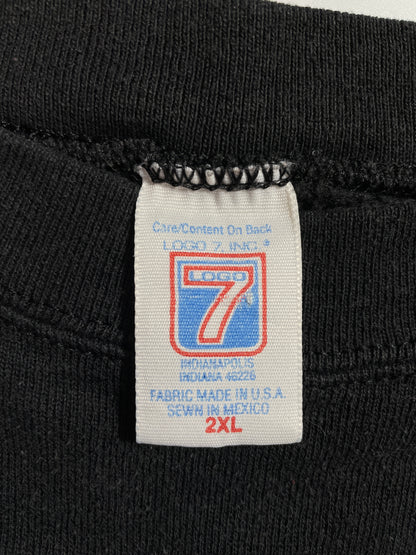 Care/Content On Back
LOGO 7, INC.®
LOGO
7
INDIANAPOLIS
INDIANA 46226
FABRIC MADE IN U.S.A.
SEWN IN MEXICO
2XL